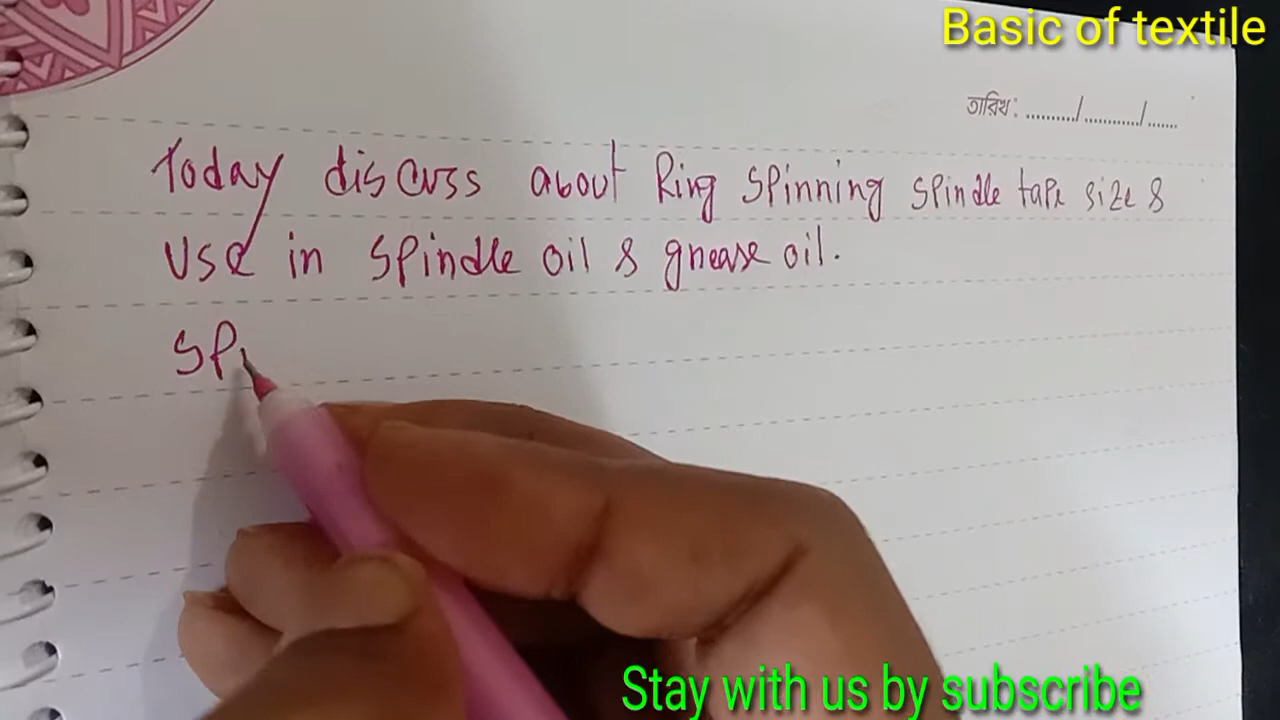 Basic of textile
তারিখ: ........../.........../.......
Today discuss about Ring Spinning spindle tape size &
Use in Spindle oil & grease oil.
SP
Stay with us by subscribe